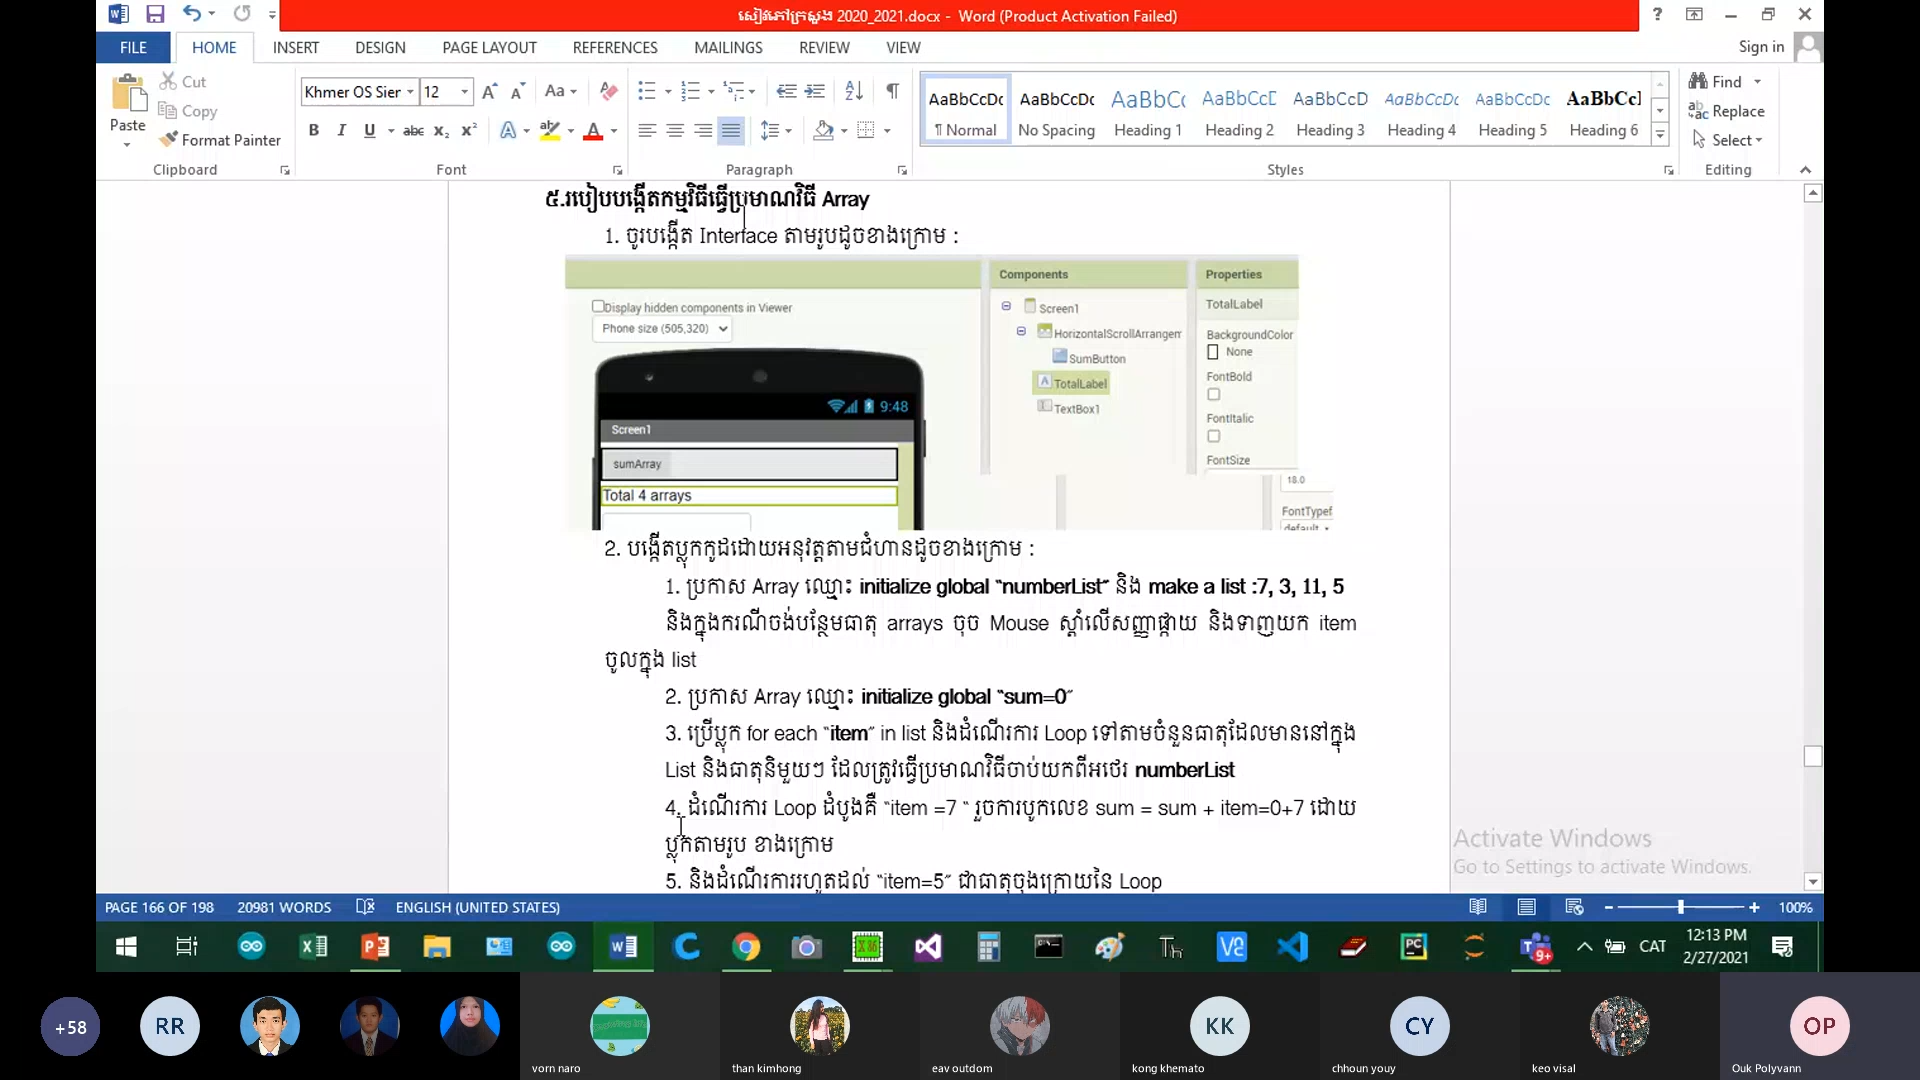 សៀវភៅក្រសួង 2020_2021.docx - Word (Product Activation Failed)
FILE HOME INSERT DESIGN PAGE LAYOUT REFERENCES MAILINGS REVIEW VIEW Sign in
Paste
Cut
Copy
Format Painter
Clipboard
Khmer OS Sier 12
Font
Paragraph
AaBbCcDc AaBbCcDc AaBbCc AaBbCcD AaBbCcD AaBbCcDc AaBbCcDc AaBbCc
¶ Normal No Spacing Heading 1 Heading 2 Heading 3 Heading 4 Heading 5 Heading 6
Styles
Find
Replace
Select
Editing
៥.របៀបបង្កើតកម្មវិធីធ្វើប្រមាណវិធី Array
1. ចូរបង្កើត Interface តាមរូបដូចខាងក្រោម :
Display hidden components in Viewer
Phone size (505,320)
9:48
Screen1
sumArray
Total 4 arrays
Components
Screen1
HorizontalScrollArrangem
SumButton
TotalLabel
TextBox1
Properties
TotalLabel
BackgroundColor
None
FontBold
FontItalic
FontSize
18.0
FontTypef
default
2. បង្កើតប្លុកកូដដោយអនុវត្តតាមជំហានដូចខាងក្រោម :
1. ប្រកាស Array ឈ្មោះ initialize global “numberList” និង make a list :7, 3, 11, 5
និងក្នុងករណីចង់បន្ថែមធាតុ arrays ចុច Mouse ស្តាំលើសញ្ញាផ្កាយ និងទាញយក item
ចូលក្នុង list
2. ប្រកាស Array ឈ្មោះ initialize global “sum=0”
3. ប្រើប្លុក for each “item” in list និងដំណើរការ Loop ទៅតាមចំនួនធាតុដែលមាននៅក្នុង
List និងធាតុនិមួយៗ ដែលត្រូវធ្វើប្រមាណវិធីចាប់យកពីអថេរ numberList
4. ដំណើរការ Loop ដំបូងគឺ “item =7 “ រួចការបូកលេខ sum = sum + item=0+7 ដោយ
ប្លុកតាមរូប ខាងក្រោម
5. និងដំណើរការរហូតដល់ “item=5” ជាធាតុចុងក្រោយនៃ Loop
Activate Windows
Go to Settings to activate Windows.
PAGE 166 OF 198 20981 WORDS ENGLISH (UNITED STATES) 100%
CAT
12:13 PM
2/27/2021
+58 RR KK CY OP
vorn naro than kimhong eav outdom kong khemato chhoun youy keo visal Ouk Polyvann